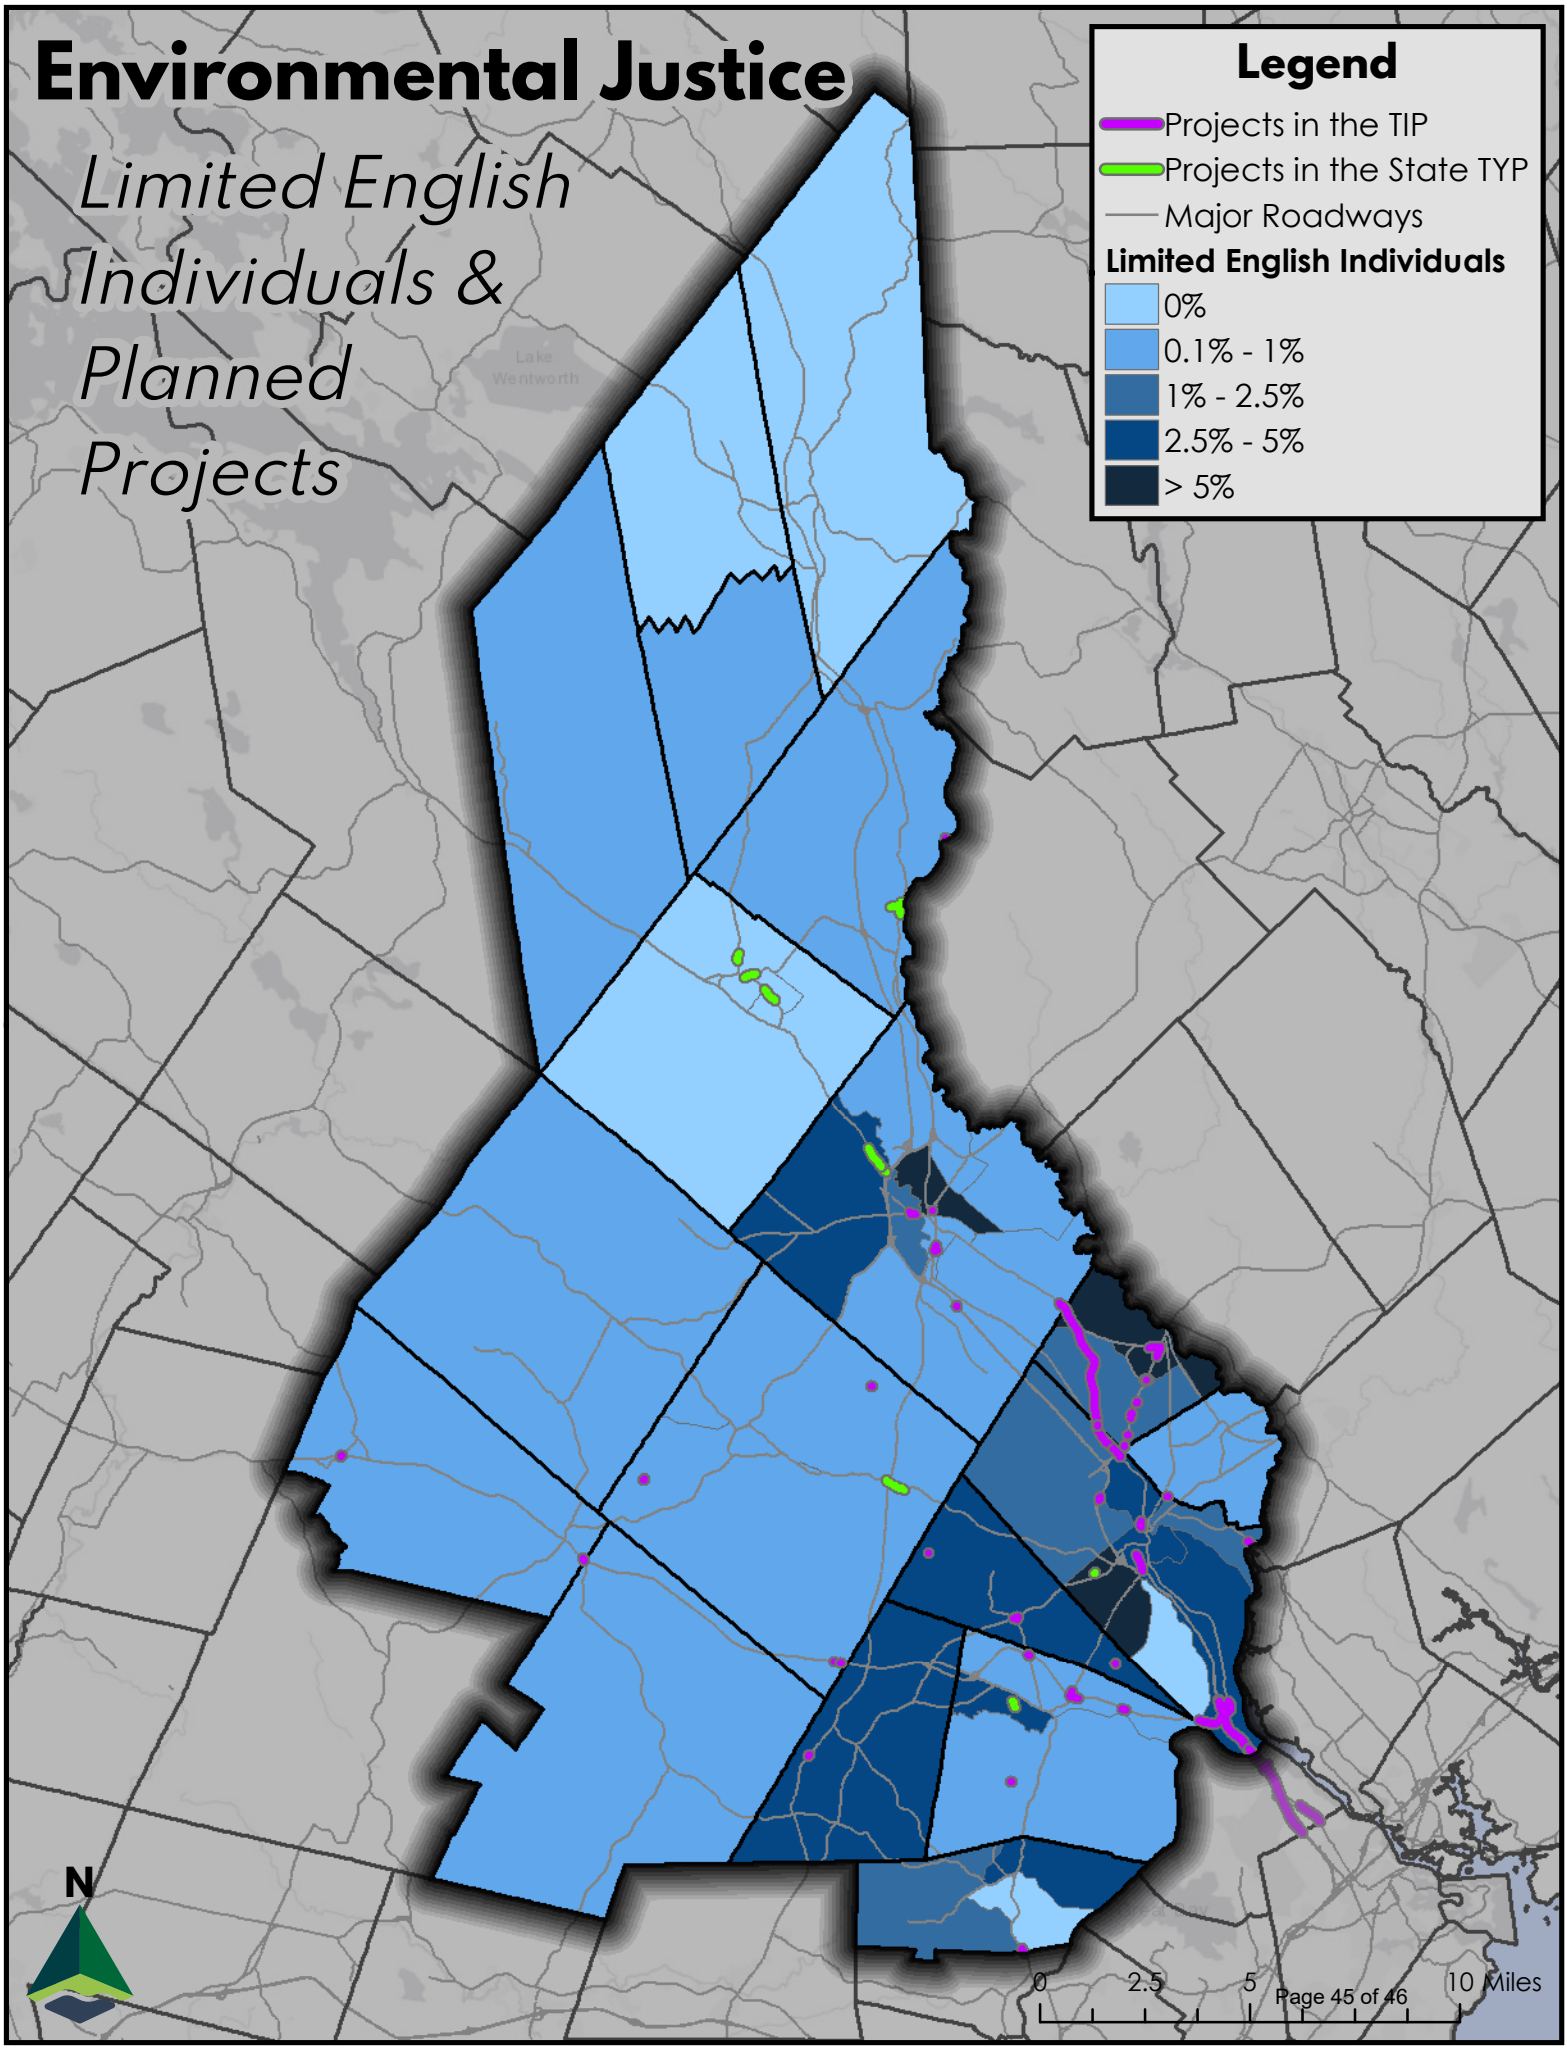 Environmental Justice
Limited English
Individuals &
Planned
Projects
Legend
Projects in the TIP
Projects in the State TYP
Major Roadways
Limited English Individuals
0%
0.1% - 1%
1% - 2.5%
2.5% - 5%
> 5%
Lake
Wentworth
N
0 2.5 5 10 Miles
Page 45 of 46